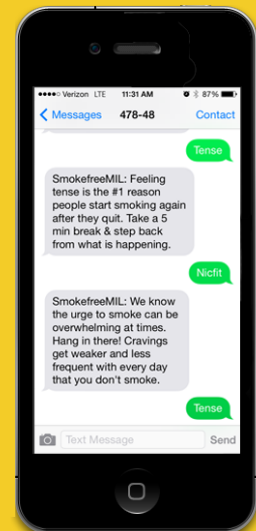 Verizon LTE 11:31 AM 87%
Messages 478-48 Contact
Tense
SmokefreeMIL: Feeling
tense is the #1 reason
people start smoking again
after they quit. Take a 5
min break & step back
from what is happening.
Nicfit
SmokefreeMIL: We know
the urge to smoke can be
overwhelming at times.
Hang in there! Cravings
get weaker and less
frequent with every day
that you don't smoke.
Tense
Text Message Send